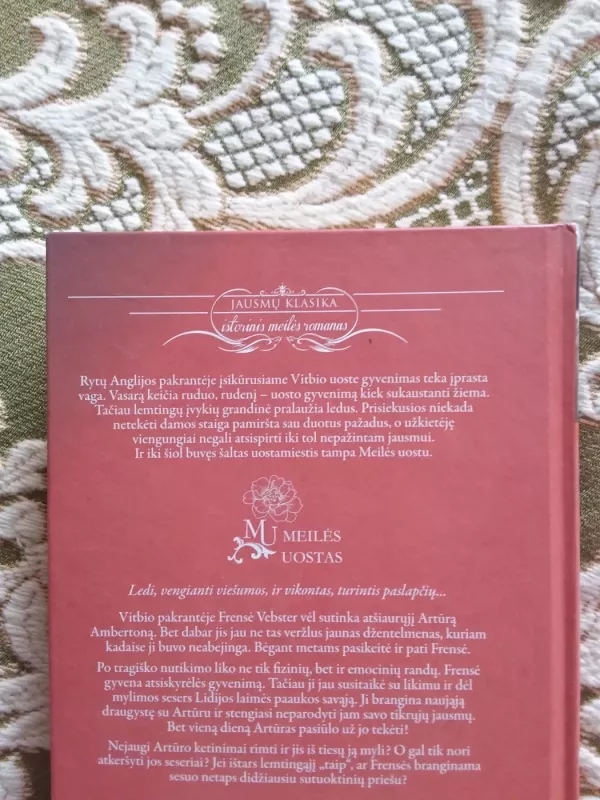 JAUSMŲ KLASIKA
istorinis meilės romanas
Rytų Anglijos pakrantėje įsikūrusiame Vitbio uoste gyvenimas teka įprasta
vaga. Vasarą keičia ruduo, rudenį – uosto gyvenimą kiek sukaustanti žiema.
Tačiau lemtingų įvykių grandinė pralaužia ledus. Prisiekusios niekada
netekėti damos staiga pamiršta sau duotus pažadus, o užkietėję
viengungiai negali atsispirti iki tol nepažintam jausmui.
Ir iki šiol buvęs šaltas uostamiestis tampa Meilės uostu.
MU MEILĖS
UOSTAS
Ledi, vengianti viešumos, ir vikontas, turintis paslapčių...
Vitbio pakrantėje Frensė Vebster vėl sutinka atšiaurųjį Artūrą
Ambertoną. Bet dabar jis jau ne tas veržlus jaunas džentelmenas, kuriam
kadaise ji buvo neabejinga. Bėgant metams pasikeitė ir pati Frensė.
Po tragiško nutikimo liko ne tik fizinių, bet ir emocinių randų. Frensė
gyvena atsiskyrėlės gyvenimą. Tačiau ji jau susitaikė su likimu ir dėl
mylimos sesers Lidijos laimės paaukos savąją. Ji brangina naująją
draugystę su Artūru ir stengiasi neparodyti jam savo tikrųjų jausmų.
Bet vieną dieną Artūras pasiūlo už jo tekėti!
Nejaugi Artūro ketinimai rimti ir jis iš tiesų ją myli? O gal tik nori
atkeršyti jos seseriai? Jei ištars lemtingąjį „taip“, ar Frensės branginama
sesuo netaps didžiausiu sutuoktinių priešu?